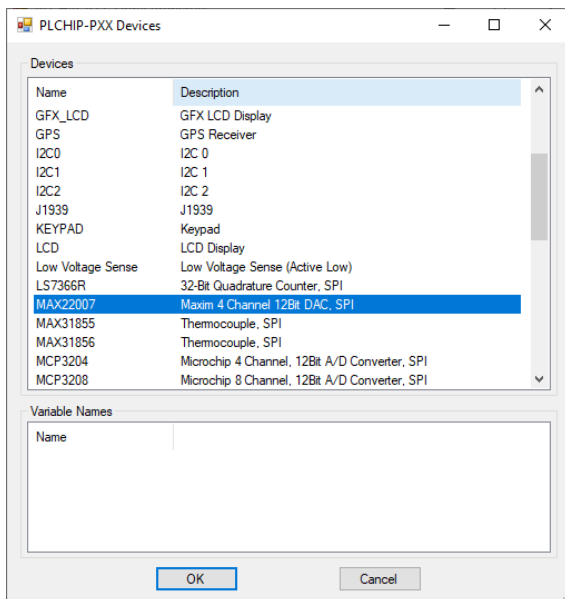 PLCHIP-PXX Devices
Devices
Name Description
GFX_LCD GFX LCD Display
GPS GPS Receiver
I2C0 I2C 0
I2C1 I2C 1
I2C2 I2C 2
J1939 J1939
KEYPAD Keypad
LCD LCD Display
Low Voltage Sense Low Voltage Sense (Active Low)
LS7366R 32-Bit Quadrature Counter, SPI
MAX22007 Maxim 4 Channel 12Bit DAC, SPI
MAX31855 Thermocouple, SPI
MAX31856 Thermocouple, SPI
MCP3204 Microchip 4 Channel, 12Bit A/D Converter, SPI
MCP3208 Microchip 8 Channel, 12Bit A/D Converter, SPI
Variable Names
Name
OK Cancel